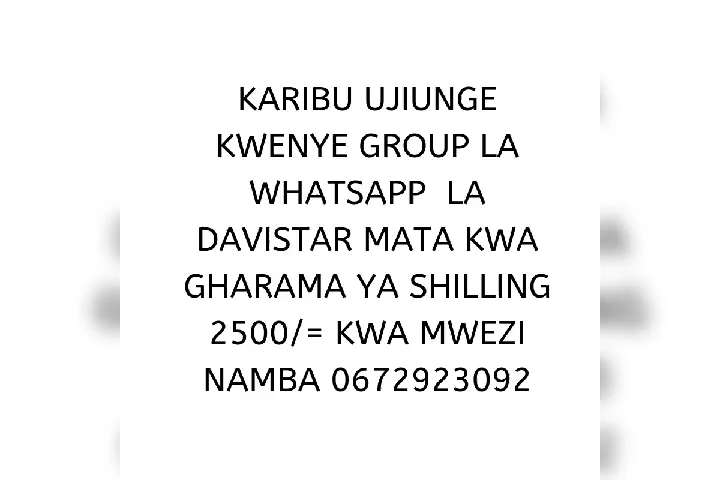 KARIBU UJIUNGE
KWENYE GROUP LA
WHATSAPP LA
DAVISTAR MATA KWA
GHARAMA YA SHILLING
2500/= KWA MWEZI
NAMBA 0672923092